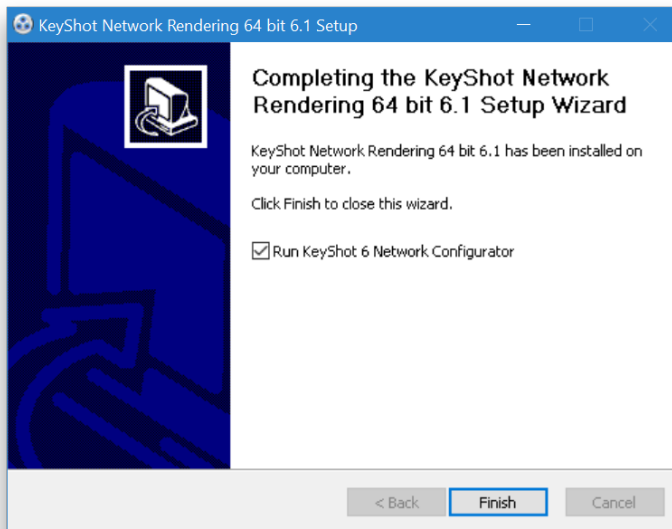 KeyShot Network Rendering 64 bit 6.1 Setup
Completing the KeyShot Network
Rendering 64 bit 6.1 Setup Wizard
KeyShot Network Rendering 64 bit 6.1 has been installed on
your computer.
Click Finish to close this wizard.
Run KeyShot 6 Network Configurator
< Back
Finish
Cancel